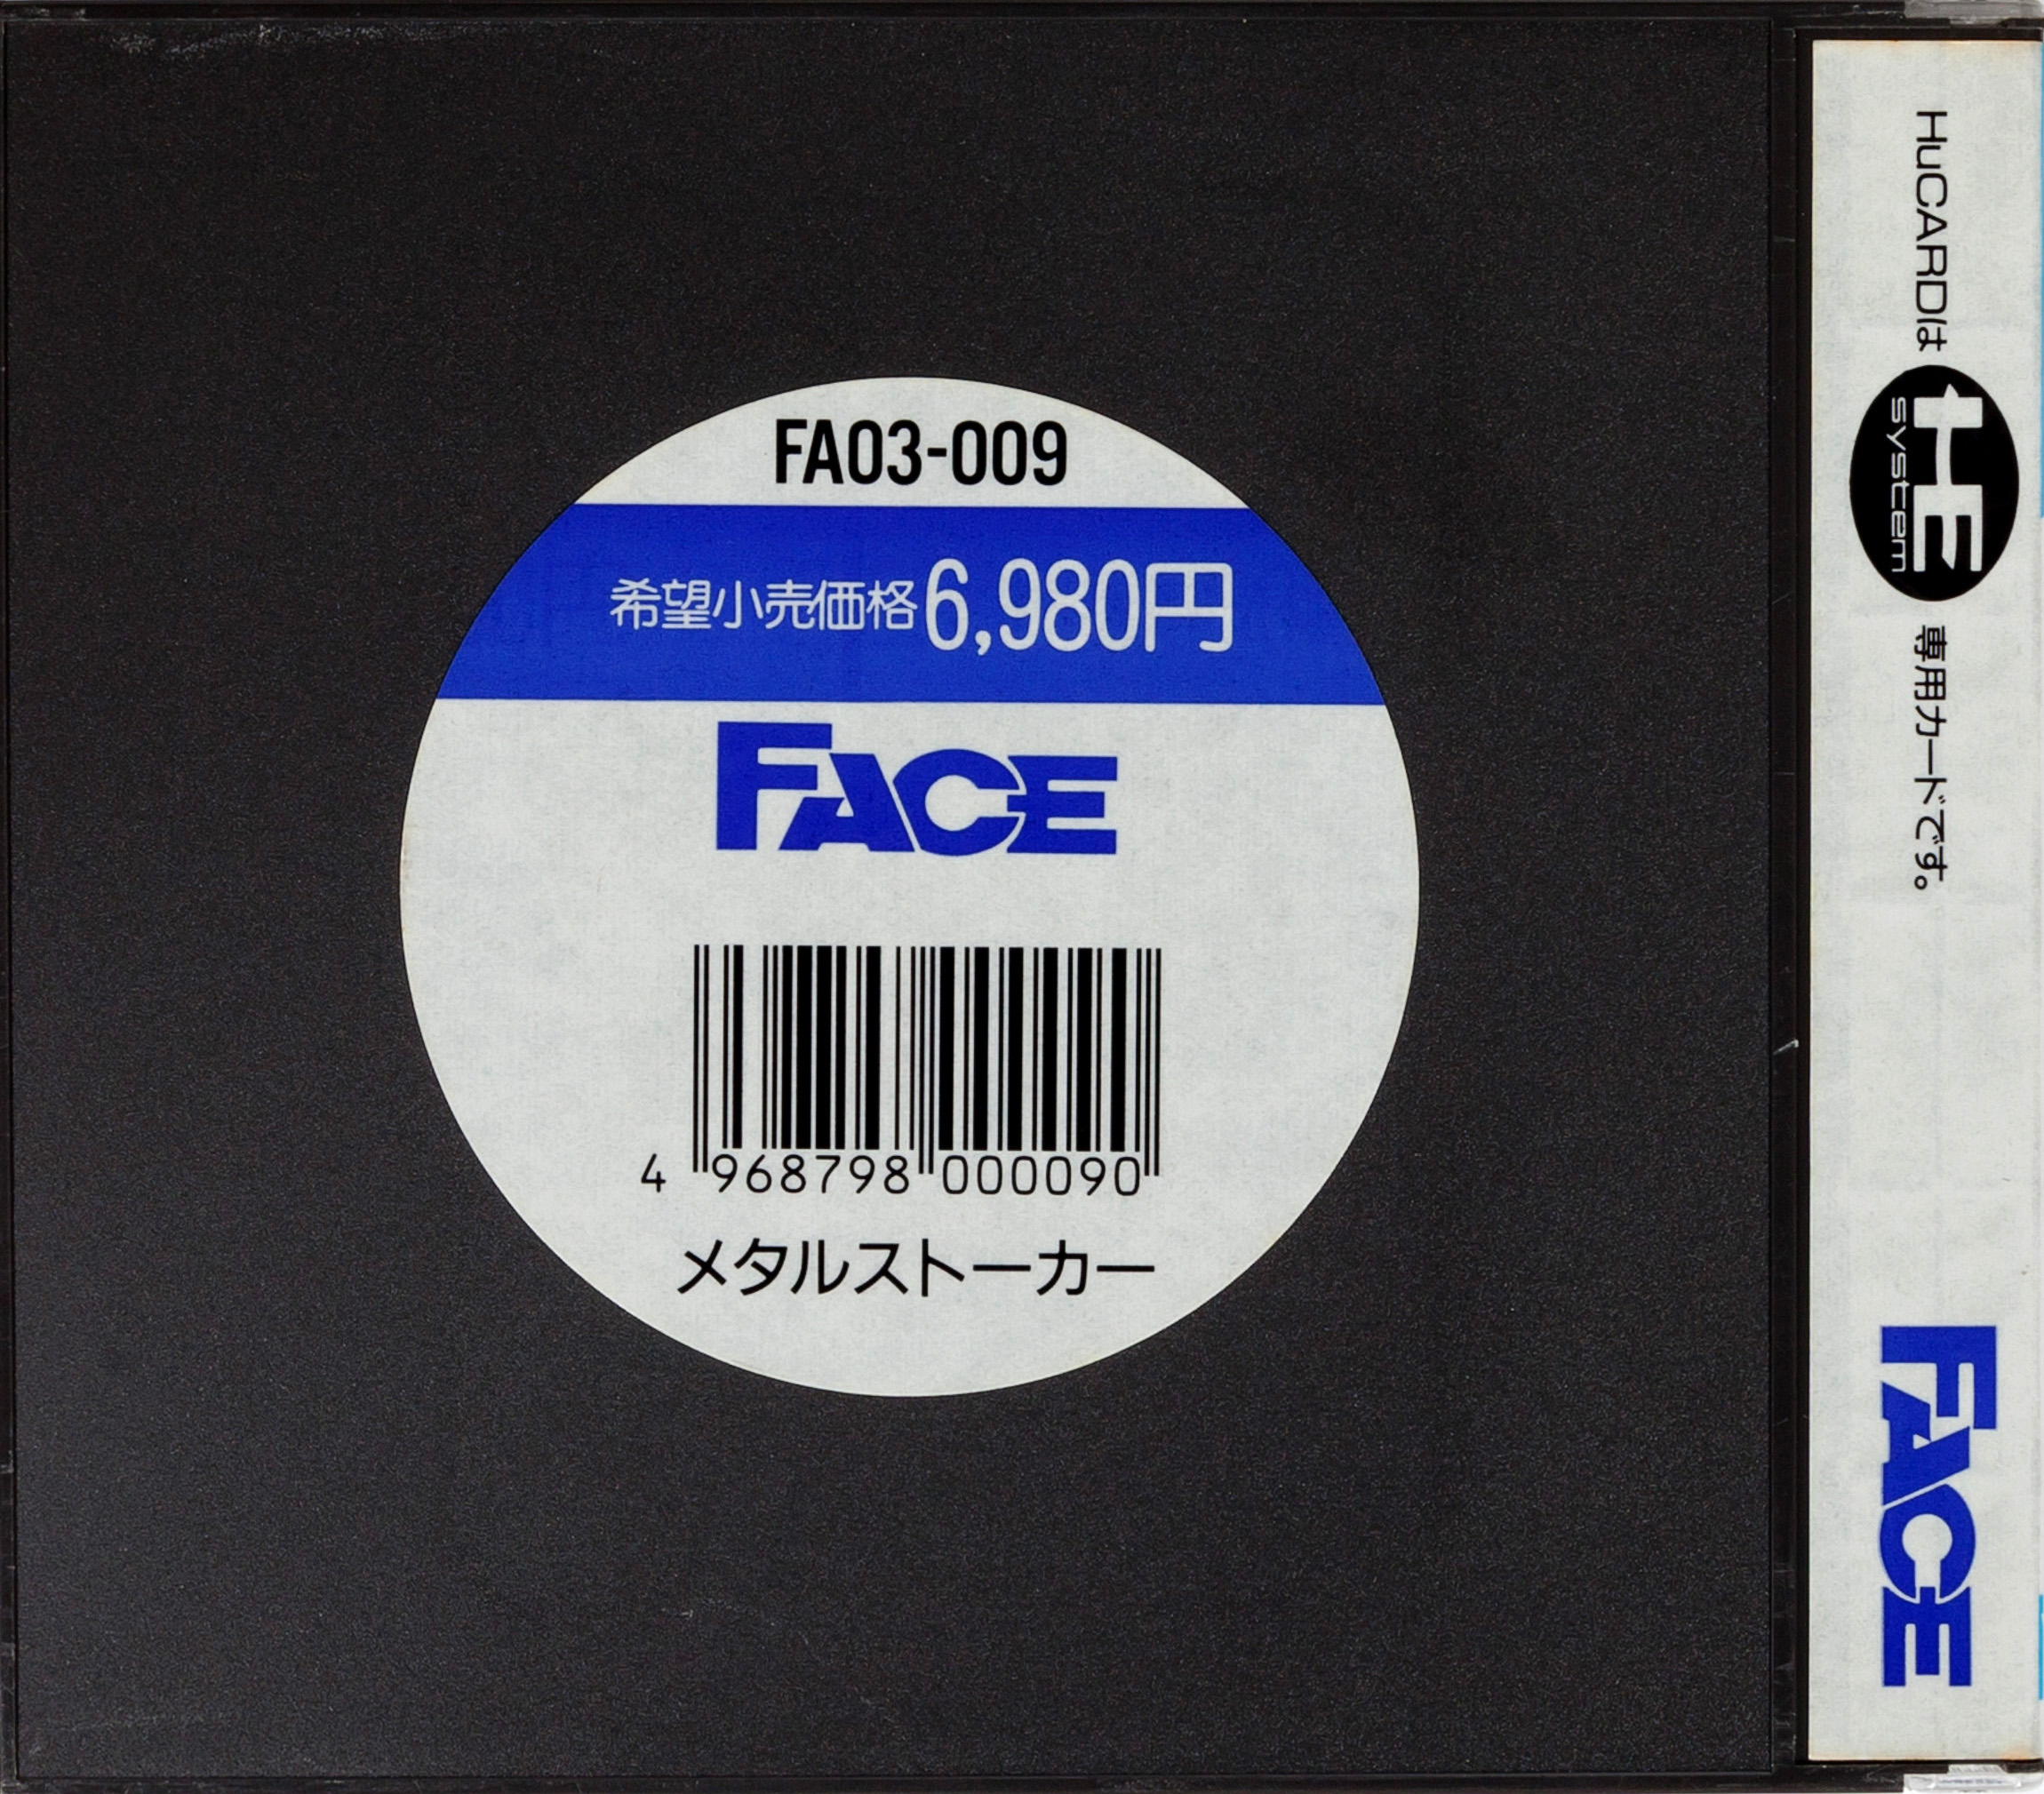 FA03-009
希望小売価格6,980円
FACE
4 968798 000090
メタルストーカー
HuCARDは HE system 専用カードです。
FACE